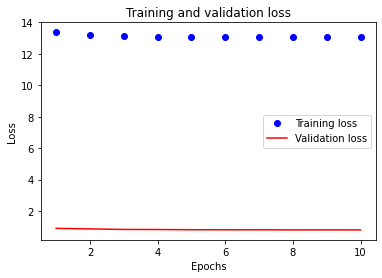 Training and validation loss
14
12
10
8
6
4
2
Loss
Training loss
Validation loss
2
4
6
8
10
Epochs